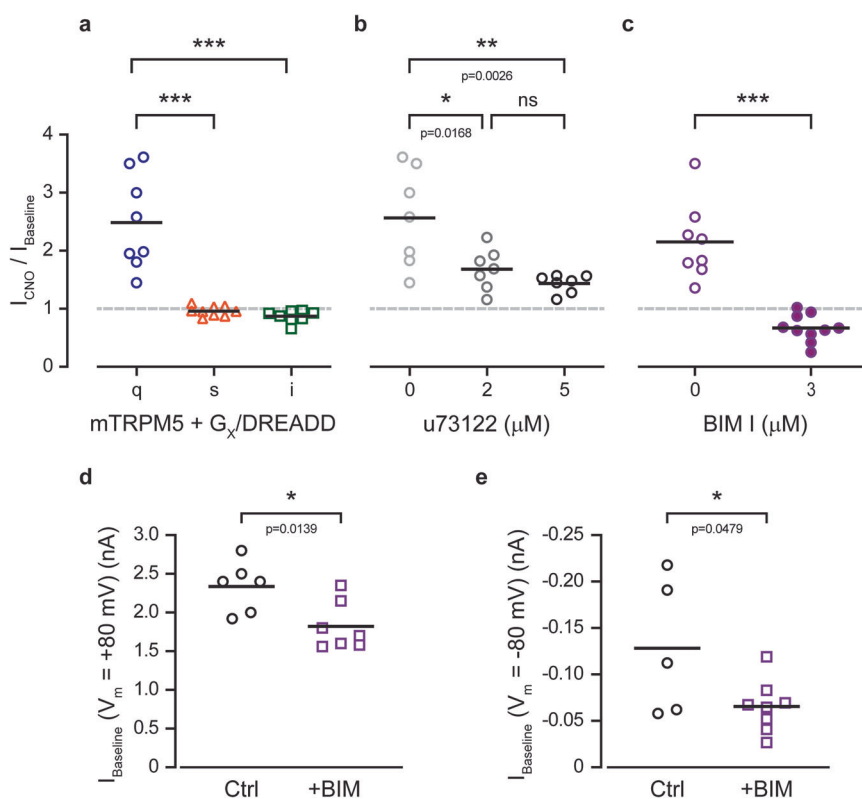 a
b
c
***
**
p=0.0026
***
*
ns
***
p=0.0168
I_CNO / I_Baseline
4
3
2
1
0
q
s
i
0
2
5
0
3
mTRPM5 + G_X/DREADD
u73122 (μM)
BIM I (μM)
d
e
*
p=0.0139
*
p=0.0479
I_Baseline (V_m = +80 mV) (nA)
3.0
2.5
2.0
1.5
1.0
0.5
0
Ctrl
+BIM
I_Baseline (V_m = -80 mV) (nA)
-0.25
-0.20
-0.15
-0.10
-0.05
0
Ctrl
+BIM